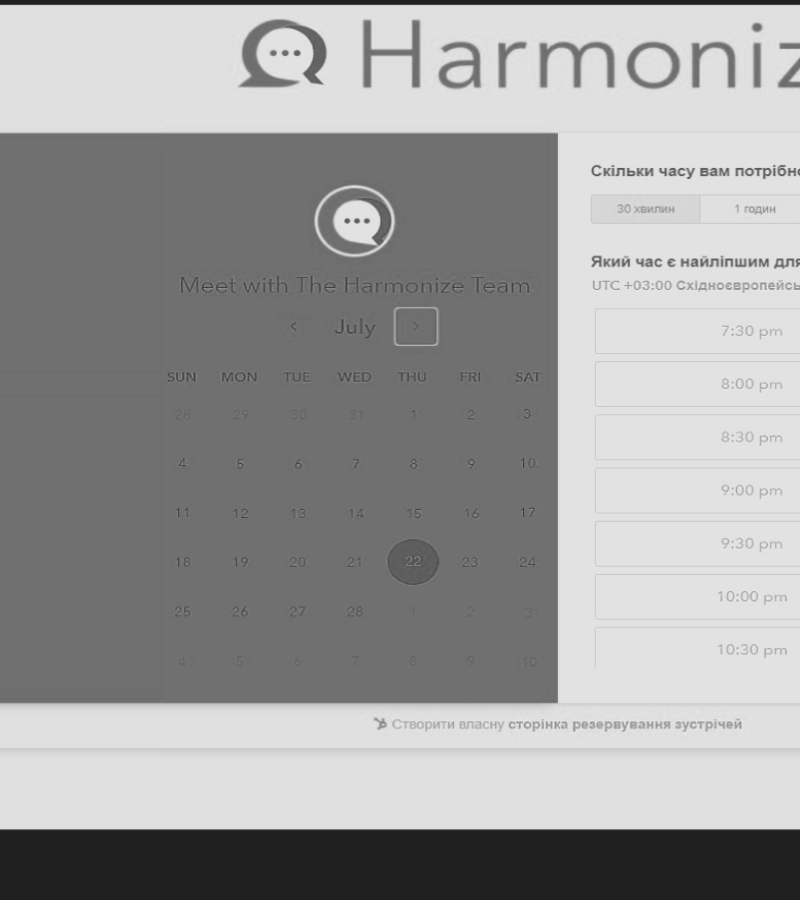 Harmoniz
Meet with The Harmonize Team
July
SUN MON TUE WED THU FRI SAT
28 29 30 31 1 2 3
4 5 6 7 8 9 10
11 12 13 14 15 16 17
18 19 20 21 22 23 24
25 26 27 28 1 2 3
4 5 6 7 8 9 10
Скільки часу вам потрібно
30 хвилин 1 годин
Який час є найліпшим для
UTC +03:00 Східноєвропейсь
7:30 pm
8:00 pm
8:30 pm
9:00 pm
9:30 pm
10:00 pm
10:30 pm
Створити власну сторінка резервування зустрічей